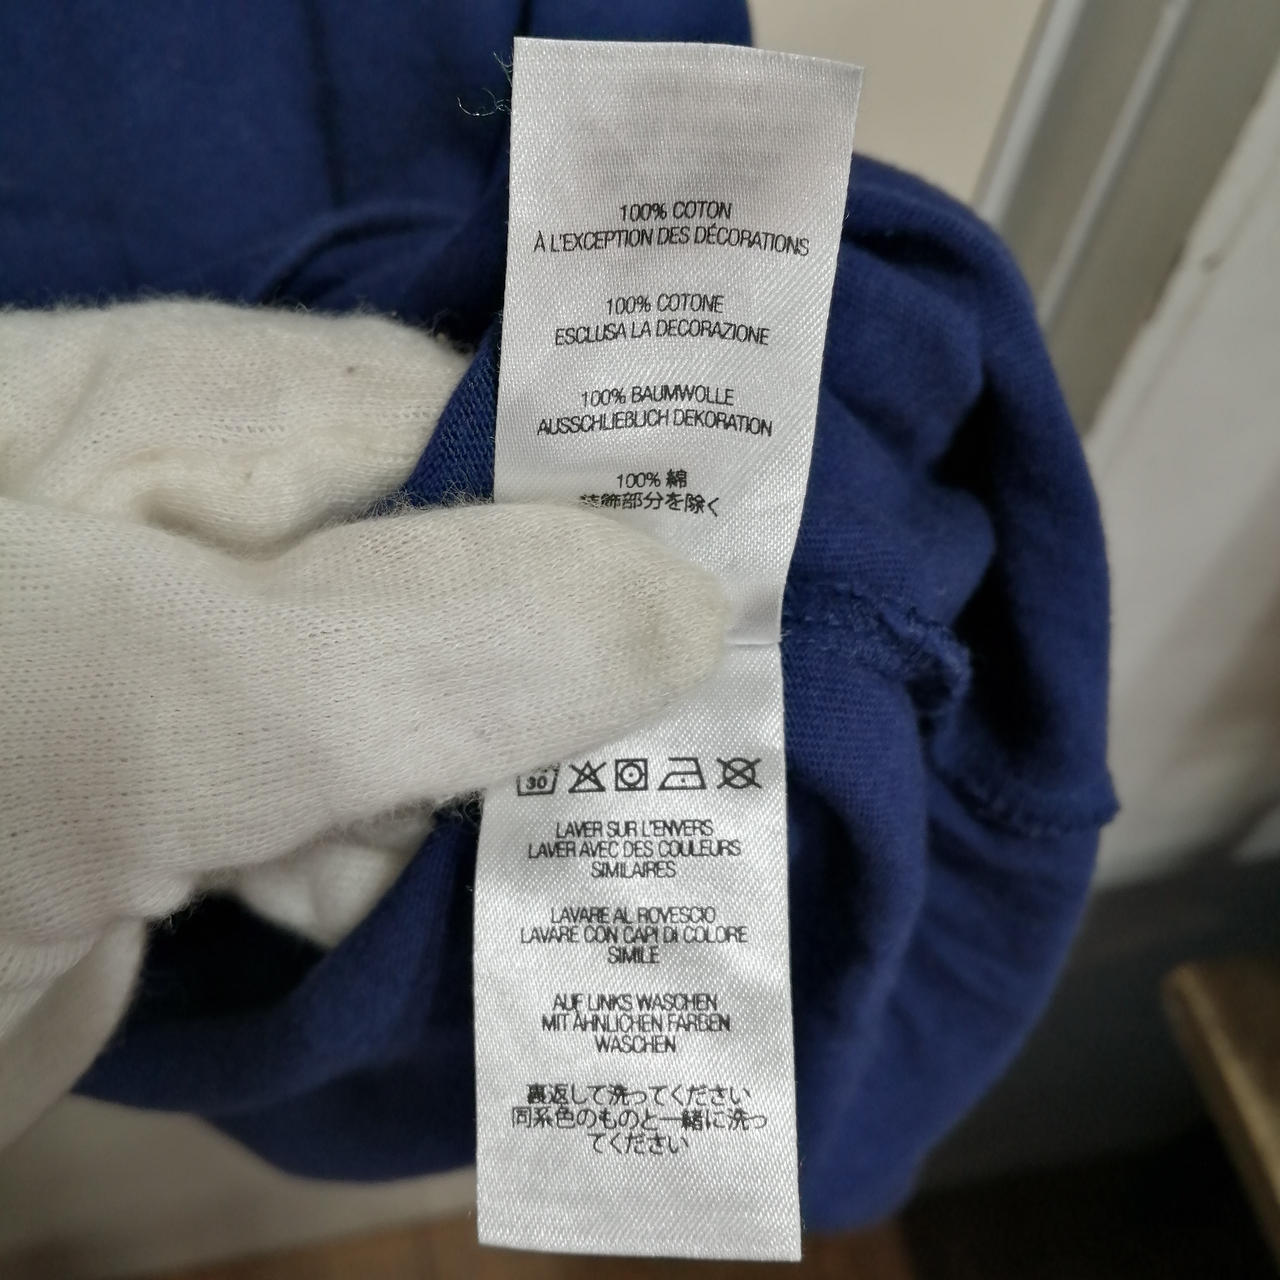 100% COTON
À L'EXCEPTION DES DÉCORATIONS
100% COTONE
ESCLUSA LA DECORAZIONE
100% BAUMWOLLE
AUSSCHLIEBLICH DEKORATION
100% 綿
装飾部分を除く
30
LAVER SUR L'ENVERS
LAVER AVEC DES COULEURS
SIMILAIRES
LAVARE AL ROVESCIO
LAVARE CON CAPI DI COLORE
SIMILE
AUF LINKS WASCHEN
MIT ÄHNLICHEN FARBEN
WASCHEN
裏返して洗ってください
同系色のものと一緒に洗っ
てください